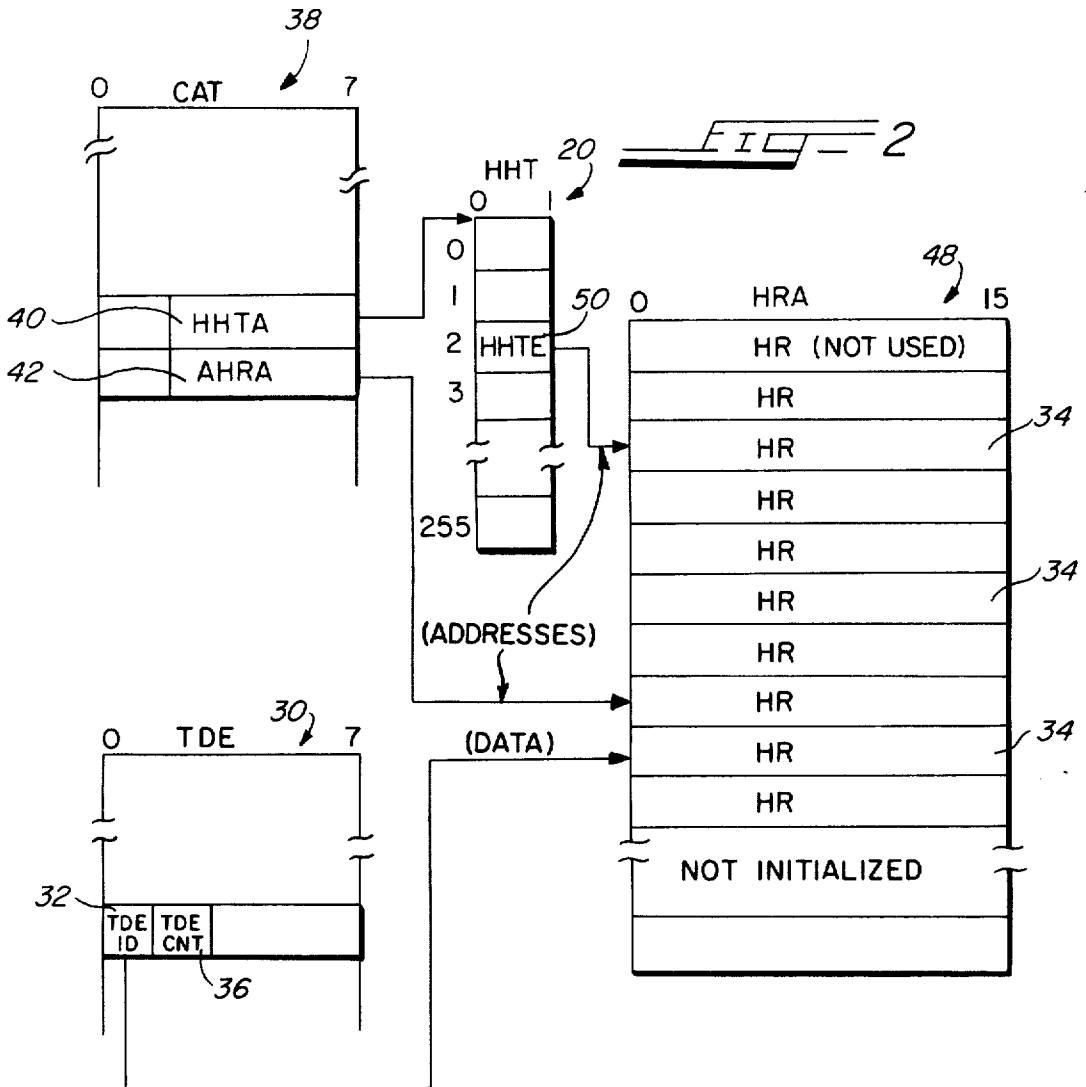 38
0 CAT 7
FIG-2
HHT 20
0 1
0
1
48
0 HRA 15
40 HHTA
50
2 HHTE
HR (NOT USED)
42 AHRA
3
HR
HR 34
HR
255
HR
HR 34
(ADDRESSES)
HR
HR
30
0 TDE 7
(DATA)
HR 34
HR
NOT INITIALIZED
32
TDE TDE
ID CNT
36